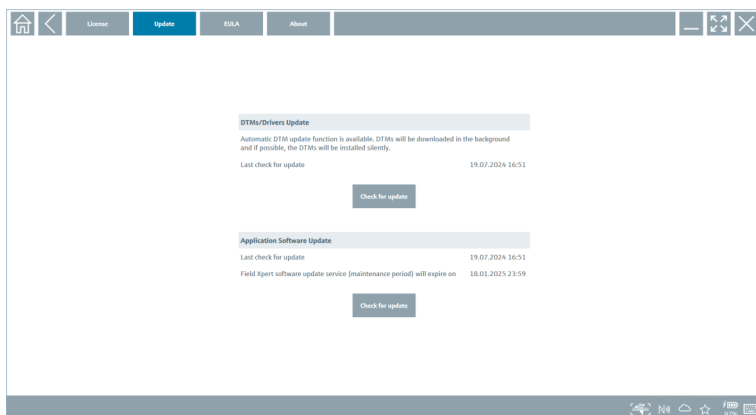 License Update EULA About
DTMs/Drivers Update
Automatic DTM update function is available. DTMs will be downloaded in the background
and if possible, the DTMs will be installed silently.
Last check for update 19.07.2024 16:51
Check for update
Application Software Update
Last check for update 19.07.2024 16:51
Field Xpert software update service (maintenance period) will expire on 18.01.2025 23:59
Check for update